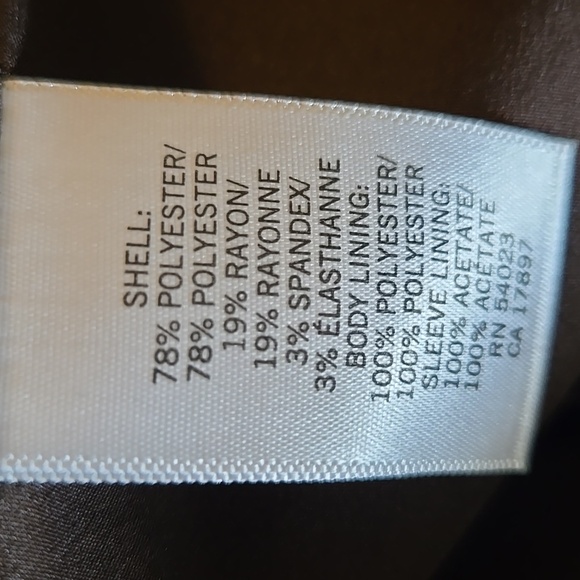 SHELL:
78% POLYESTER/
78% POLYESTER
19% RAYON/
19% RAYONNE
3% SPANDEX/
3% ÉLASTHANNE
BODY LINING:
100% POLYESTER/
100% POLYESTER
SLEEVE LINING:
100% ACETATE/
100% ACÉTATE
RN 54023
CA 17897